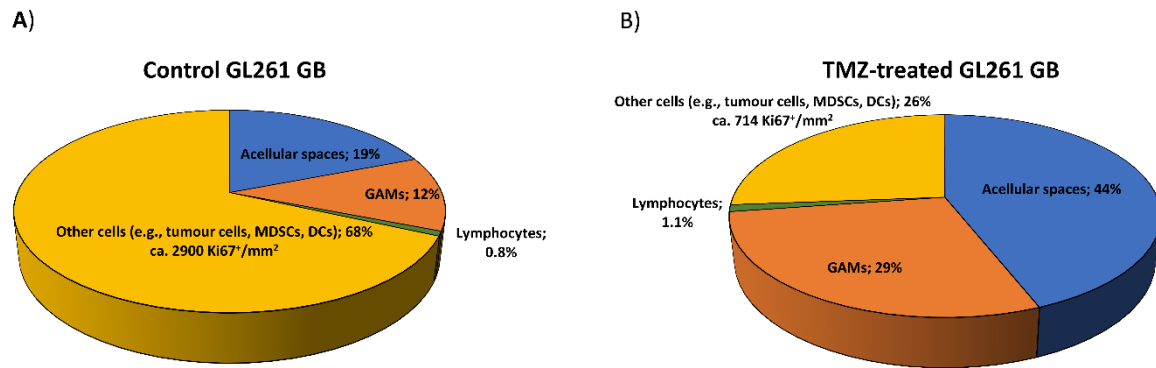 A)
Control GL261 GB
Acellular spaces; 19%
GAMs; 12%
Lymphocytes;
0.8%
Other cells (e.g., tumour cells, MDSCs, DCs); 68%
ca. 2900 Ki67⁺/mm²
B)
TMZ-treated GL261 GB
Other cells (e.g., tumour cells, MDSCs, DCs); 26%
ca. 714 Ki67⁺/mm²
Acellular spaces; 44%
Lymphocytes;
1.1%
GAMs; 29%